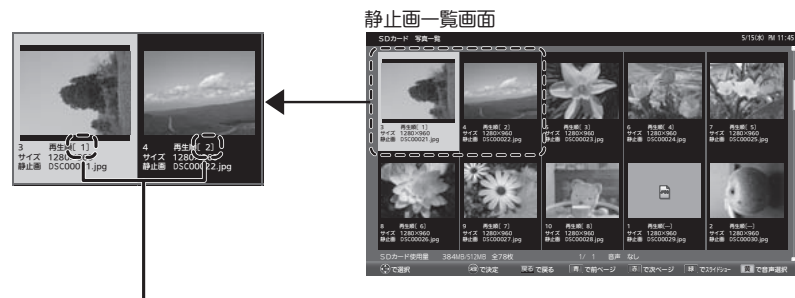 静止画一覧画面
SDカード 写真一覧
5/15(水) PM 11:45
3 再生順[ 1]
サイズ 1280×960
静止画 DSC00021.jpg
4 再生順[ 2]
サイズ 1280×960
静止画 DSC00022.jpg
再生順[ 3]
サイズ 1280×960
静止画 DSC00023.jpg
6 再生順[ 4]
サイズ 1280×960
静止画 DSC00024.jpg
7 再生順[ 5]
サイズ 1280×960
静止画 DSC00025.jpg
8 再生順[ 6]
サイズ 1280×960
静止画 DSC00026.jpg
9 再生順[ 7]
サイズ 1280×960
静止画 DSC00027.jpg
10 再生順[ 8]
サイズ 1280×960
静止画 DSC00028.jpg
1 再生順[--]
サイズ 1280×960
静止画 DSC00029.jpg
2 再生順[--]
サイズ 1280×960
静止画 DSC00030.jpg
SDカード使用量 384MB/512MB 全78枚 1/ 1 音声 なし
で選択 決定 で決定 戻る で戻る 青 で前ページ 赤 で次ページ 緑 でスライドショー 黄 で音声選択
3 再生順[ 1]
サイズ
静止画
4 再生順[ 2]
サイズ
静止画